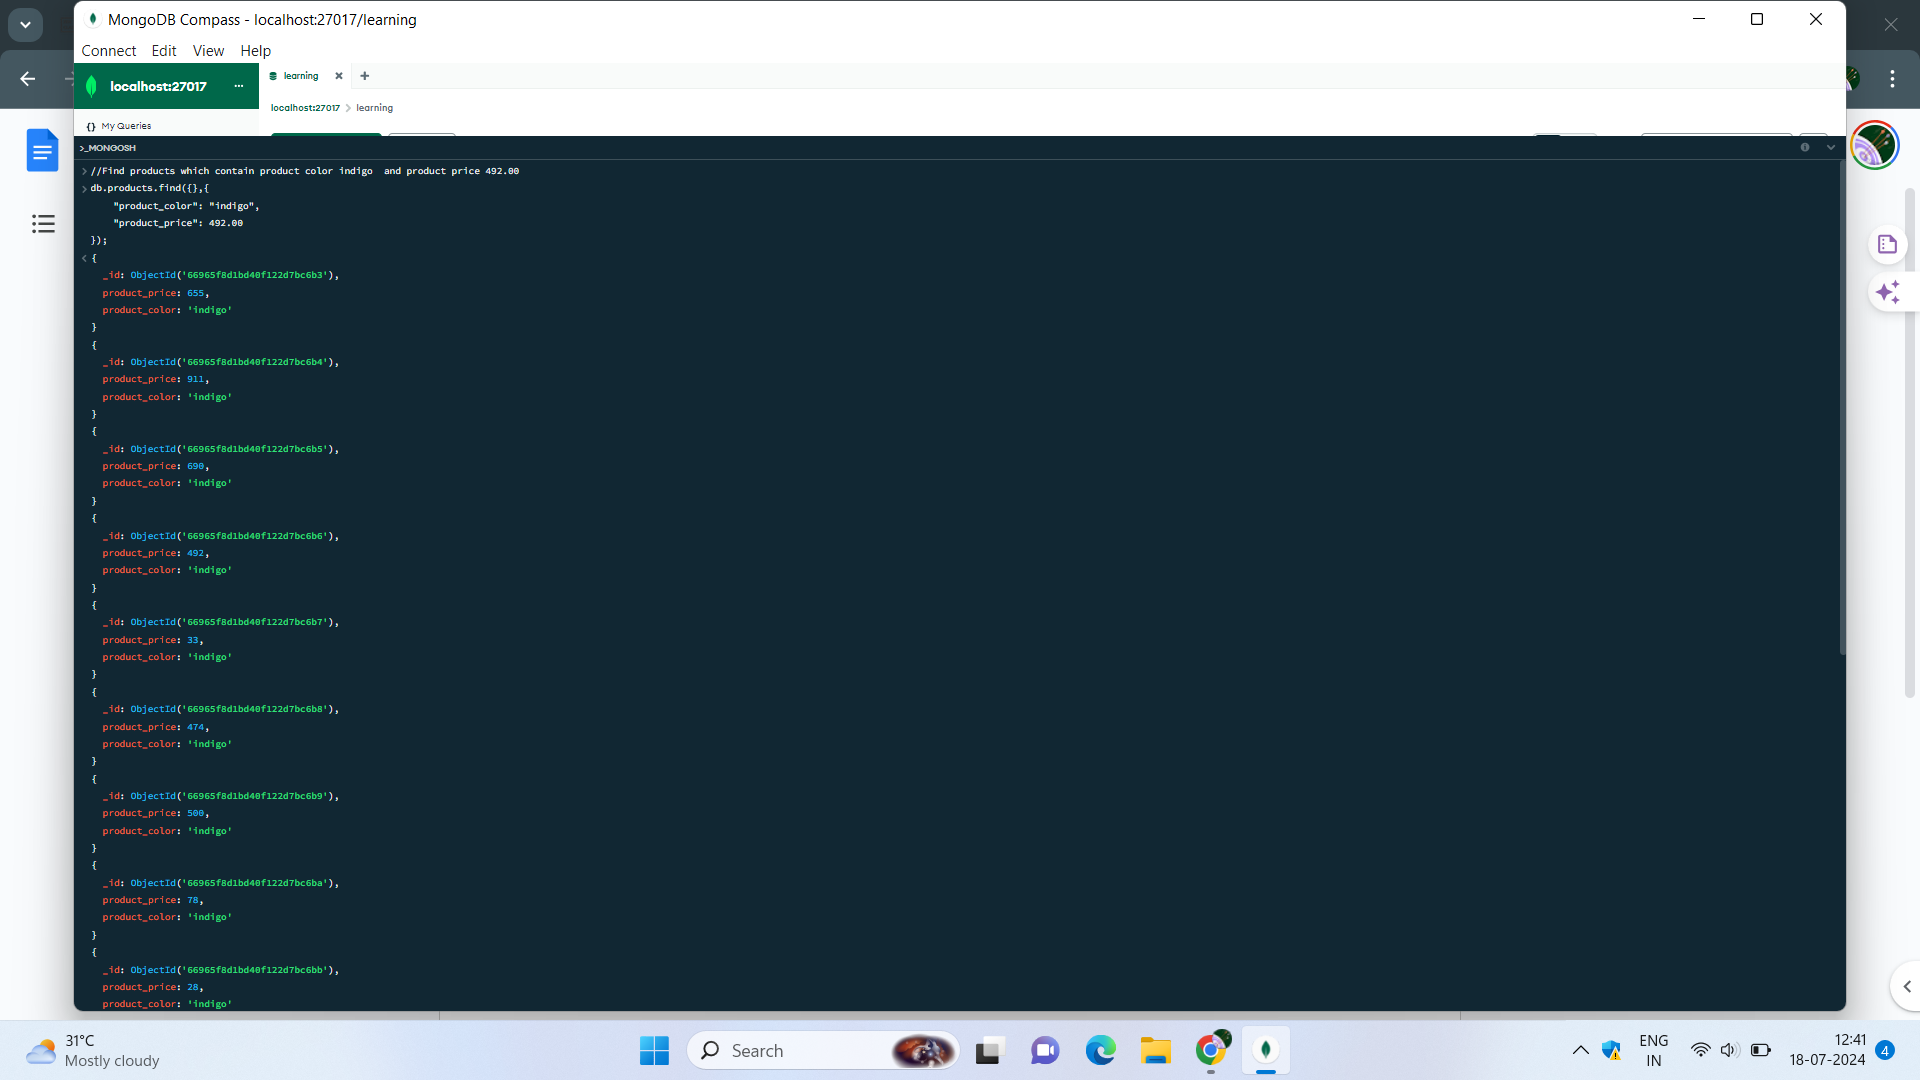 MongoDB Compass - localhost:27017/learning
Connect Edit View Help
localhost:27017 ...
learning
localhost:27017 > learning
{} My Queries
>_MONGOSH
//Find products which contain product color indigo  and product price 492.00
db.products.find({},{
"product_color": "indigo",
"product_price": 492.00
});
{
_id: ObjectId('66965f8d1bd40f122d7bc6b3'),
product_price: 655,
product_color: 'indigo'
}
{
_id: ObjectId('66965f8d1bd40f122d7bc6b4'),
product_price: 911,
product_color: 'indigo'
}
{
_id: ObjectId('66965f8d1bd40f122d7bc6b5'),
product_price: 690,
product_color: 'indigo'
}
{
_id: ObjectId('66965f8d1bd40f122d7bc6b6'),
product_price: 492,
product_color: 'indigo'
}
{
_id: ObjectId('66965f8d1bd40f122d7bc6b7'),
product_price: 33,
product_color: 'indigo'
}
{
_id: ObjectId('66965f8d1bd40f122d7bc6b8'),
product_price: 474,
product_color: 'indigo'
}
{
_id: ObjectId('66965f8d1bd40f122d7bc6b9'),
product_price: 500,
product_color: 'indigo'
}
{
_id: ObjectId('66965f8d1bd40f122d7bc6ba'),
product_price: 78,
product_color: 'indigo'
}
{
_id: ObjectId('66965f8d1bd40f122d7bc6bb'),
product_price: 28,
product_color: 'indigo'
31°C
Mostly cloudy
Search
ENG
IN
12:41
18-07-2024
4